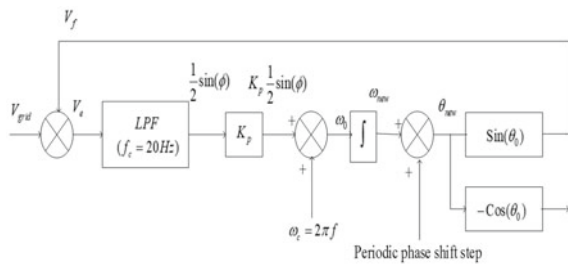 V_f
1/2 sin(φ)
K_p 1/2 sin(φ)
V_grid
V_e
LPF
(f_c = 20Hz)
K_p
+
+
ω_0
∫
ω_new
+
+
θ_new
Sin(θ_0)
-Cos(θ_0)
ω_c = 2πf
Periodic phase shift step